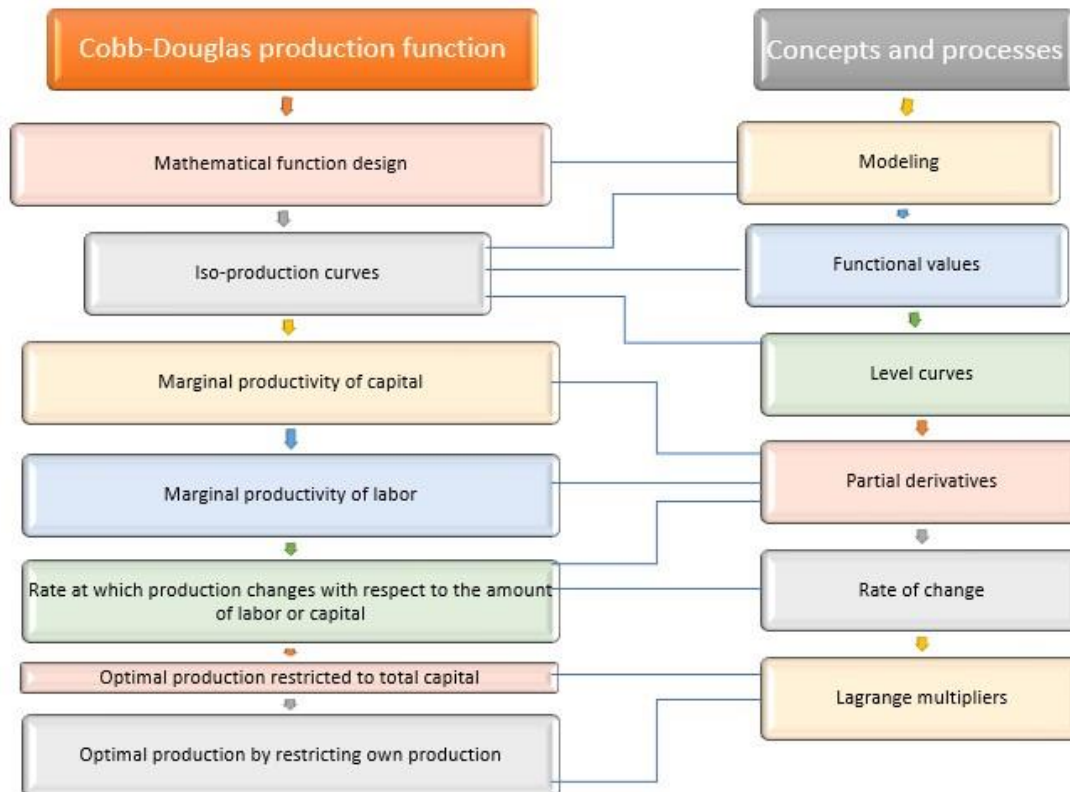 Cobb-Douglas production function
Concepts and processes
Mathematical function design
Modeling
Iso-production curves
Functional values
Marginal productivity of capital
Level curves
Marginal productivity of labor
Partial derivatives
Rate at which production changes with respect to the amount
of labor or capital
Rate of change
Optimal production restricted to total capital
Lagrange multipliers
Optimal production by restricting own production